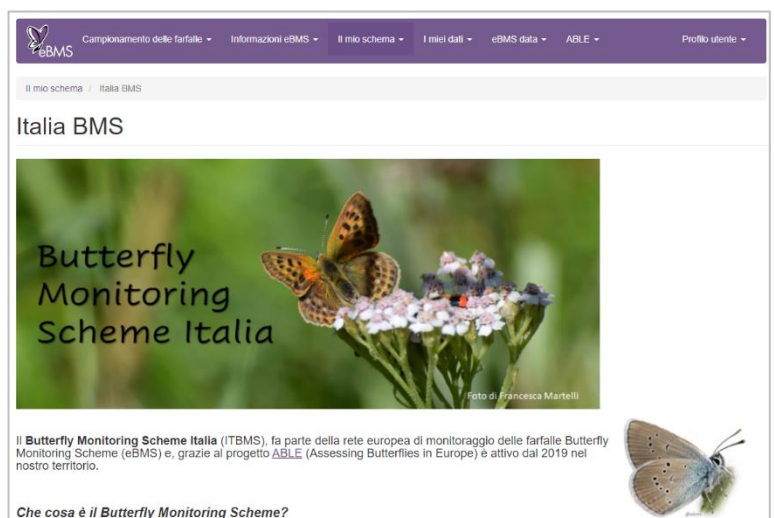 eBMS
Campionamento delle farfalle
Informazioni eBMS
Il mio schema
I miei dati
eBMS data
ABLE
Profilo utente
Il mio schema / Italia BMS
Italia BMS
Butterfly
Monitoring
Scheme Italia
Foto di Francesca Martelli
Il Butterfly Monitoring Scheme Italia (ITBMS), fa parte della rete europea di monitoraggio delle farfalle Butterfly
Monitoring Scheme (eBMS) e, grazie al progetto ABLE (Assessing Butterflies in Europe) è attivo dal 2019 nel
nostro territorio.
Che cosa è il Butterfly Monitoring Scheme?